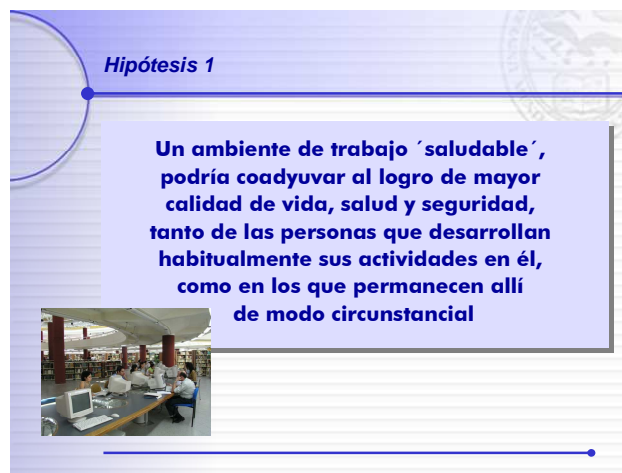 Hipótesis 1
Un ambiente de trabajo ´saludable´,
podría coadyuvar al logro de mayor
calidad de vida, salud y seguridad,
tanto de las personas que desarrollan
habitualmente sus actividades en él,
como en los que permanecen allí
de modo circunstancial